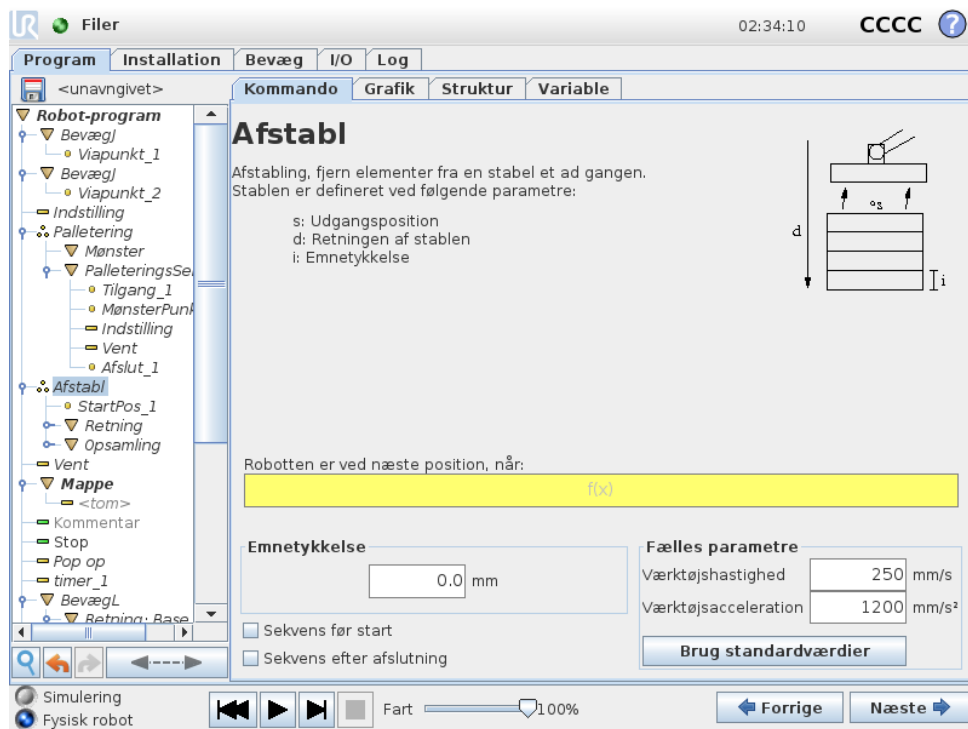 UR Filer 02:34:10 CCCC ?
Program Installation Bevæg I/O Log
<unavngivet>
Kommando Grafik Struktur Variable
Robot-program
BevægJ
Viapunkt_1
BevægJ
Viapunkt_2
Indstilling
Palletering
Mønster
PalleteringsSe
Tilgang_1
MønsterPunk
Indstilling
Vent
Afslut_1
Afstabl
StartPos_1
Retning
Opsamling
Vent
Mappe
<tom>
Kommentar
Stop
Pop op
timer_1
BevægL
Retning: Base
Afstabl
Afstabling, fjern elementer fra en stabel et ad gangen.
Stablen er defineret ved følgende parametre:
s: Udgangsposition
d: Retningen af stablen
i: Emnetykkelse
s
d
i
Robotten er ved næste position, når:
f(x)
Emnetykkelse
0.0 mm
Sekvens før start
Sekvens efter afslutning
Fælles parametre
Værktøjshastighed 250 mm/s
Værktøjsacceleration 1200 mm/s²
Brug standardværdier
Simulering
Fysisk robot
Fart 100%
Forrige Næste